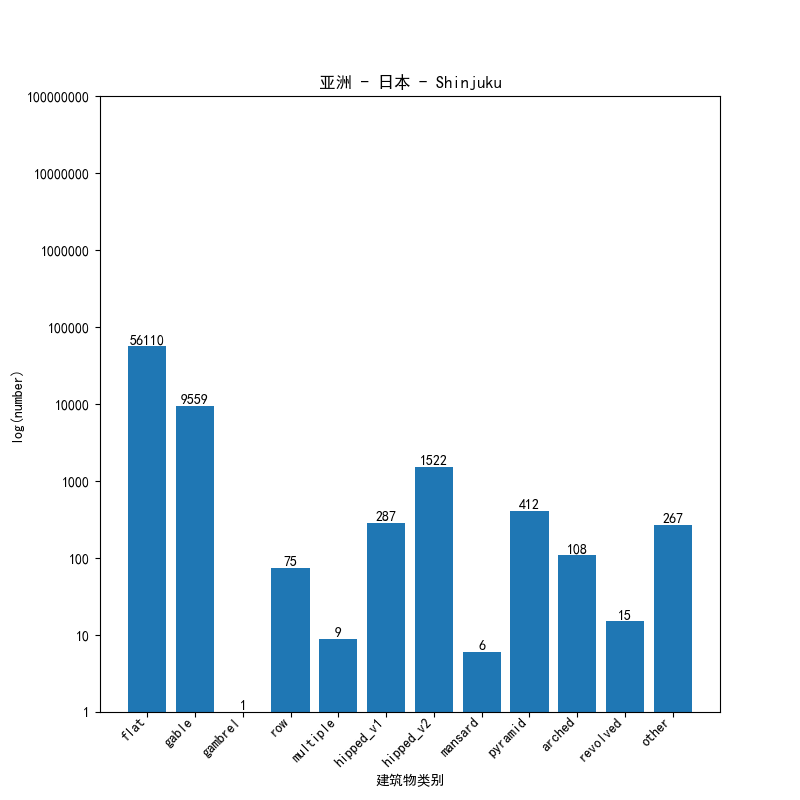 亚洲 - 日本 - Shinjuku
100000000
10000000
1000000
100000
10000
1000
100
10
1
log(number)
56110
9559
1
75
9
287
1522
6
412
108
15
267
flat
gable
gambrel
row
multiple
hipped_v1
hipped_v2
mansard
pyramid
arched
revolved
other
建筑物类别